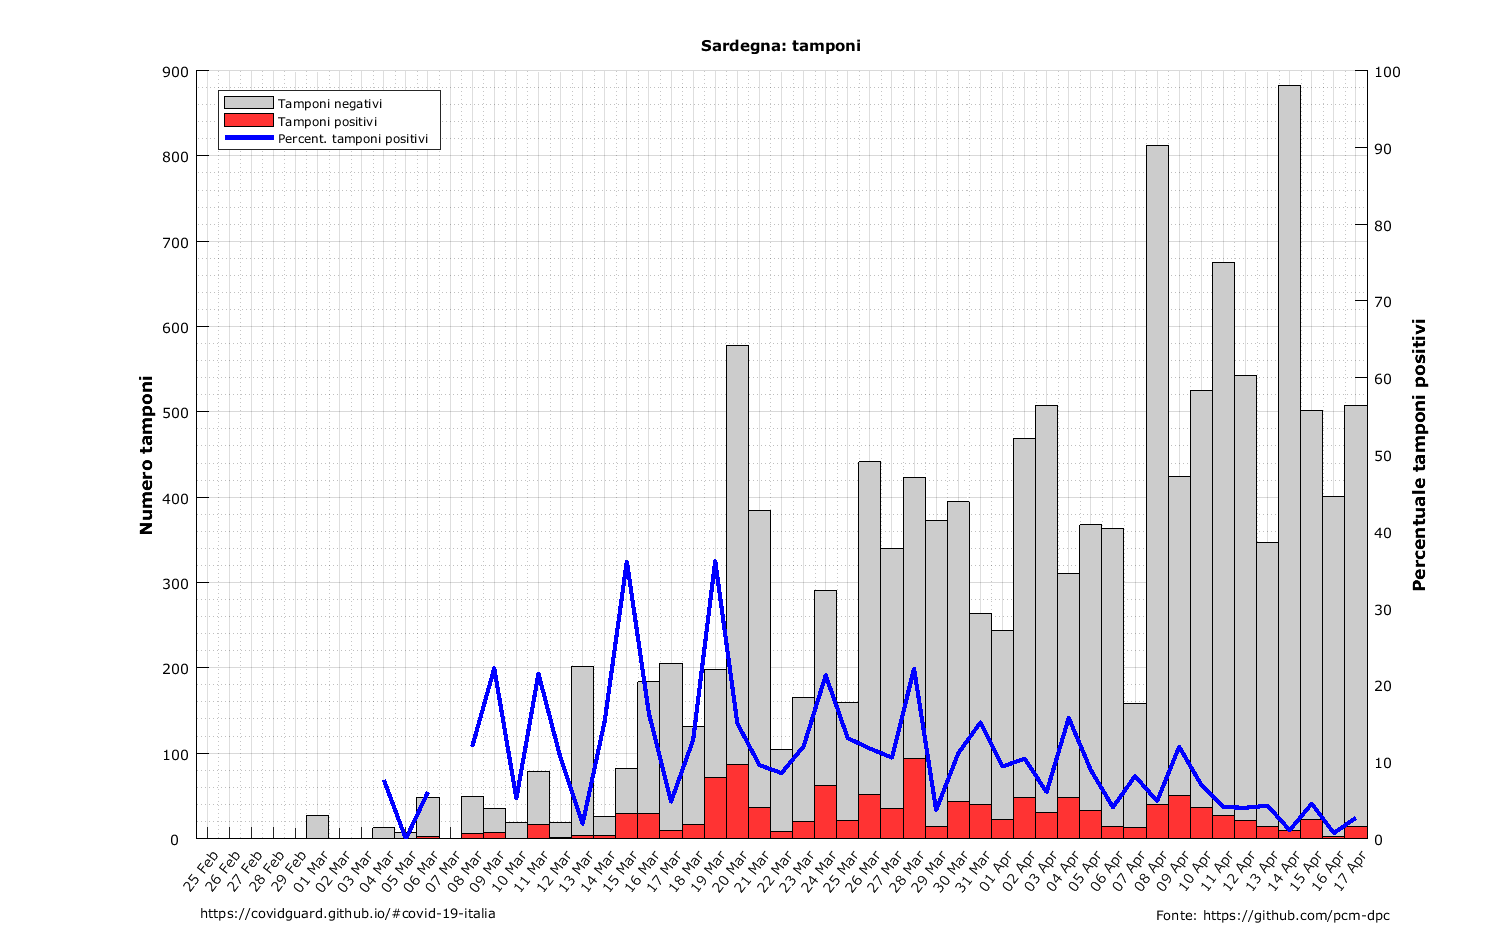 Sardegna: tamponi
Tamponi negativi
Tamponi positivi
Percent. tamponi positivi
Numero tamponi
900
800
700
600
500
400
300
200
100
0
100
90
80
70
60
50
40
30
20
10
0
Percentuale tamponi positivi
25 Feb
26 Feb
27 Feb
28 Feb
29 Feb
01 Mar
02 Mar
03 Mar
04 Mar
05 Mar
06 Mar
07 Mar
08 Mar
09 Mar
10 Mar
11 Mar
12 Mar
13 Mar
14 Mar
15 Mar
16 Mar
17 Mar
18 Mar
19 Mar
20 Mar
21 Mar
22 Mar
23 Mar
24 Mar
25 Mar
26 Mar
27 Mar
28 Mar
29 Mar
30 Mar
31 Mar
01 Apr
02 Apr
03 Apr
04 Apr
05 Apr
06 Apr
07 Apr
08 Apr
09 Apr
10 Apr
11 Apr
12 Apr
13 Apr
14 Apr
15 Apr
16 Apr
17 Apr
https://covidguard.github.io/#covid-19-italia
Fonte: https://github.com/pcm-dpc